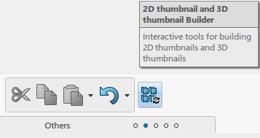 2D thumbnail and 3D
thumbnail Builder
Interactive tools for building
2D thumbnails and 3D
thumbnails
Others